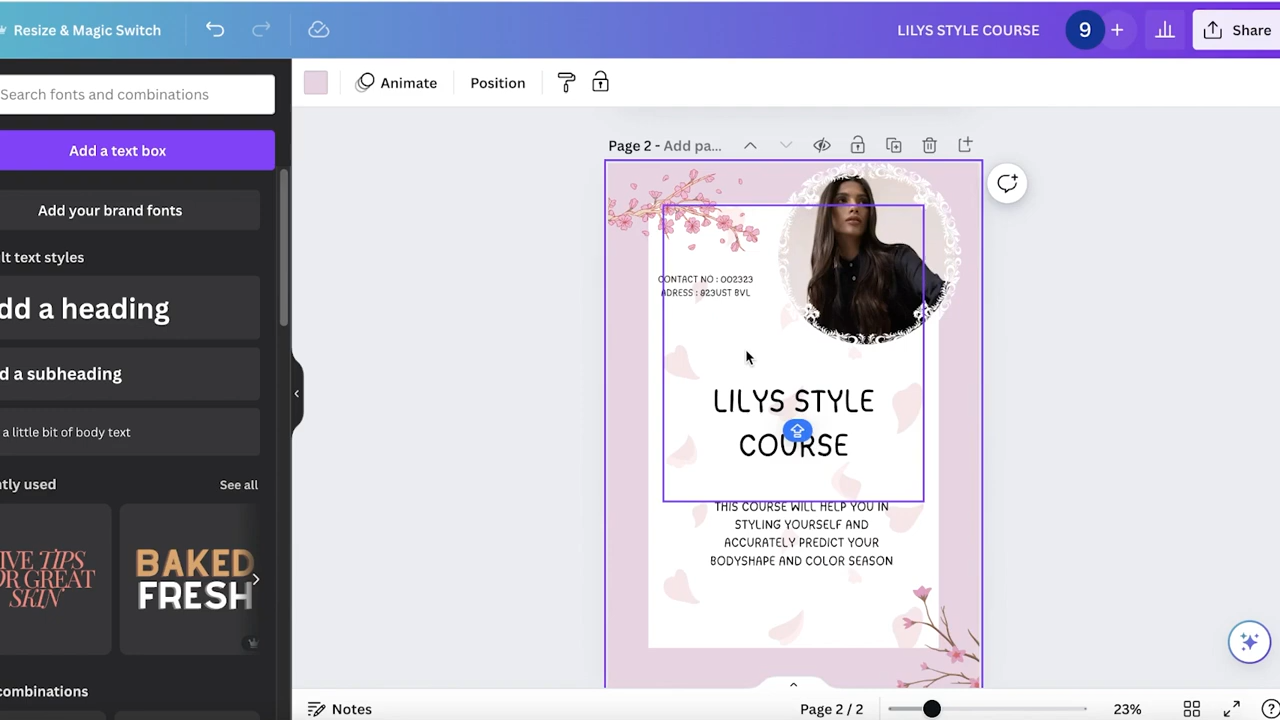 Resize & Magic Switch
LILYS STYLE COURSE
9
Share
Search fonts and combinations
Animate
Position
Add a text box
Page 2 - Add pa...
Add your brand fonts
lt text styles
dd a heading
d a subheading
a little bit of body text
ntly used
See all
IVE TIPS
OR GREAT
SKIN
BAKED
FRESH
combinations
CONTACT NO : 002323
ADRESS : 823UST BVL
LILYS STYLE
COURSE
THIS COURSE WILL HELP YOU IN
STYLING YOURSELF AND
ACCURATELY PREDICT YOUR
BODYSHAPE AND COLOR SEASON
Notes
Page 2 / 2
23%